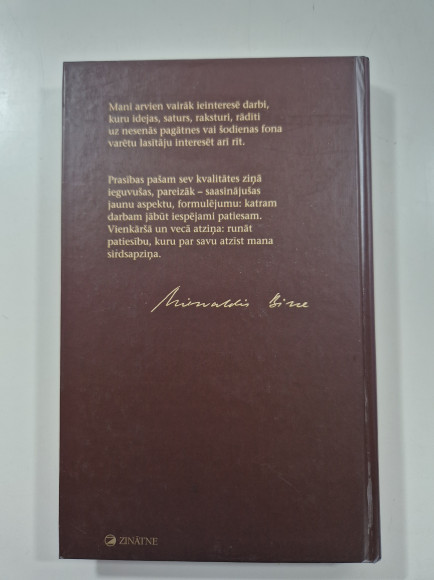 Mani arvien vairāk ieinteresē darbi,
kuru idejas, saturs, raksturi, rādīti
uz nesenās pagātnes vai šodienas fona
varētu lasītāju interesēt arī rīt.
Prasības pašam sev kvalitātes ziņā
ieguvušas, pareizāk – saasinājušas
jaunu aspektu, formulējumu: katram
darbam jābūt iespējami patiesam.
Vienkāršā un vecā atziņa: runāt
patiesību, kuru par savu atzīst mana
sirdsapziņa.
Miervaldis Birze
ZINĀTNE